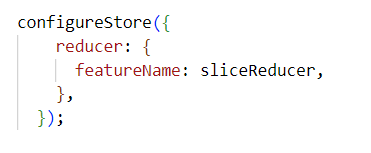 configureStore({
    reducer: {
      featureName: sliceReducer,
    },
  });